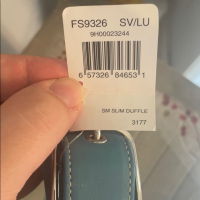 FS9326 SV/LU
9H00023244
6 57326 84653 1
SM SLIM DUFFLE
3177